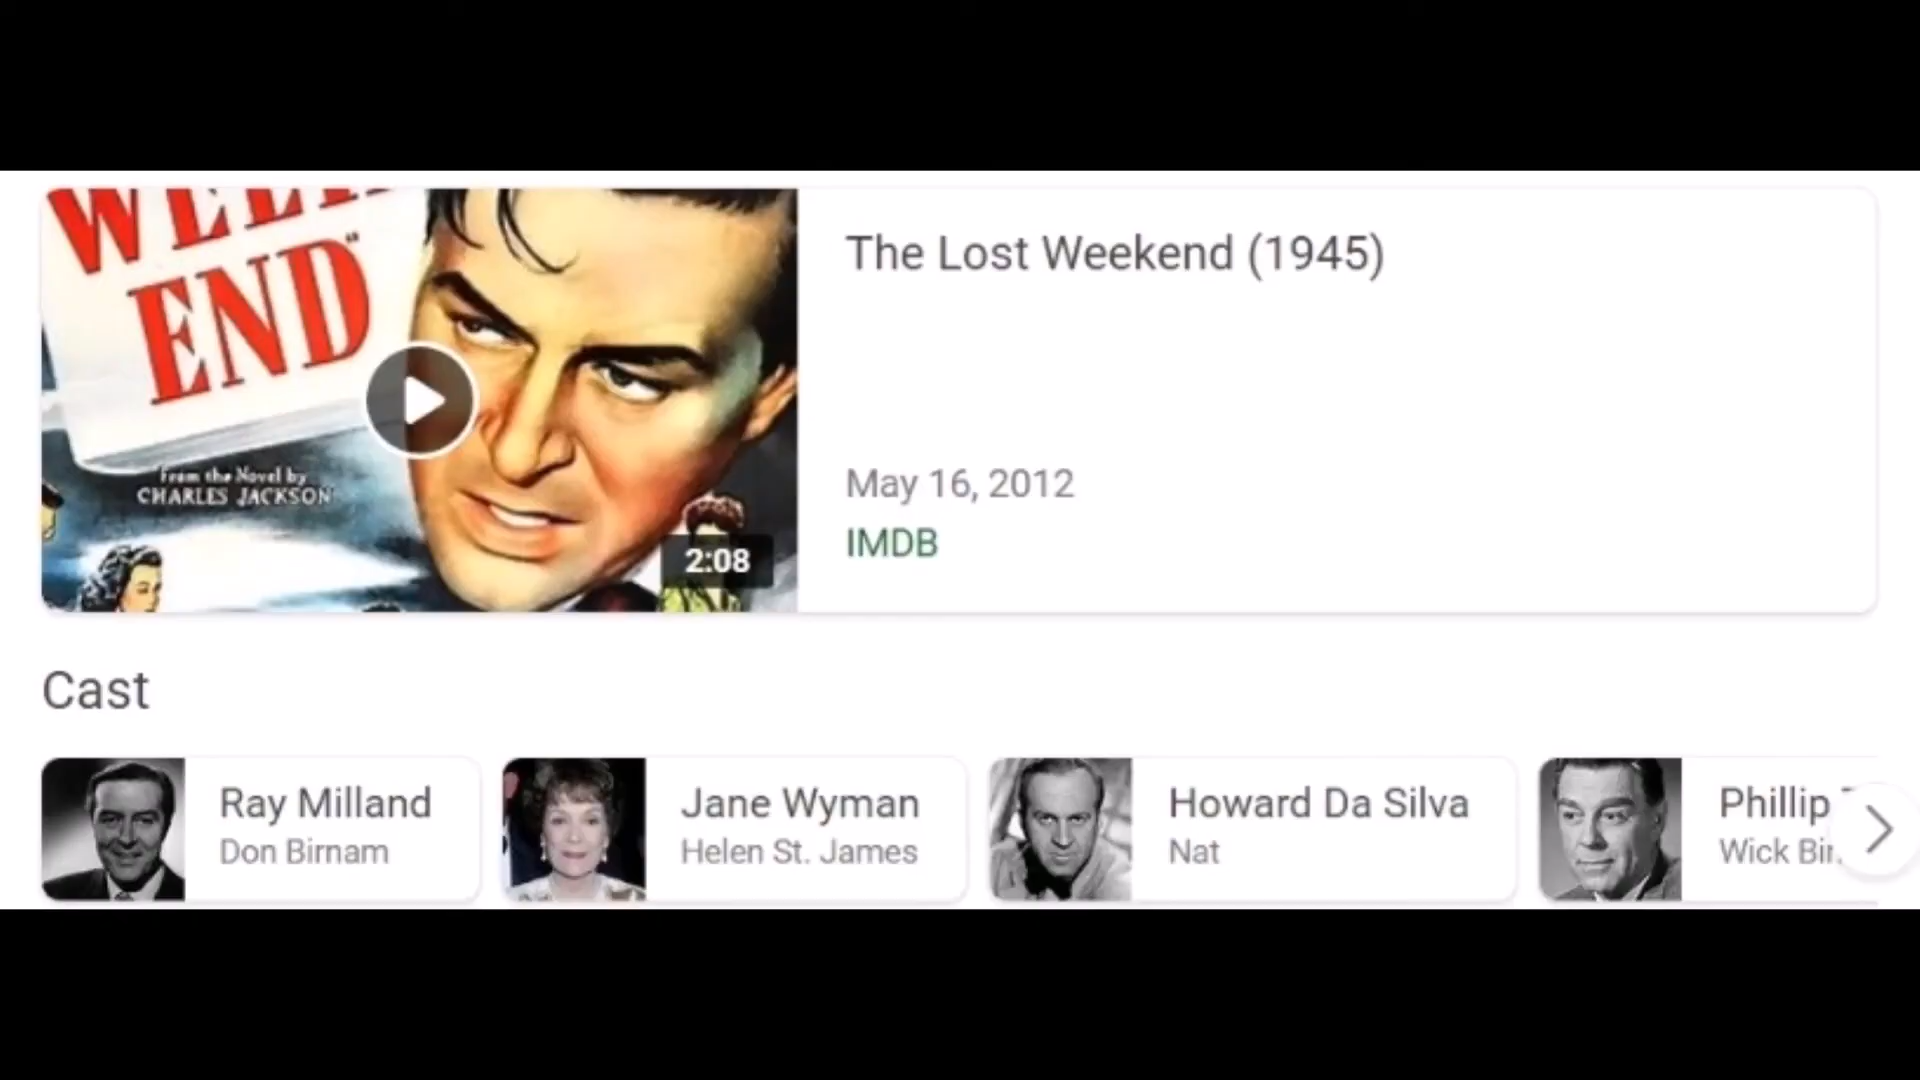 WEEK
END"
From the Novel by
CHARLES JACKSON
2:08
The Lost Weekend (1945)
May 16, 2012
IMDB
Cast
Ray Milland
Don Birnam
Jane Wyman
Helen St. James
Howard Da Silva
Nat
Phillip
Wick